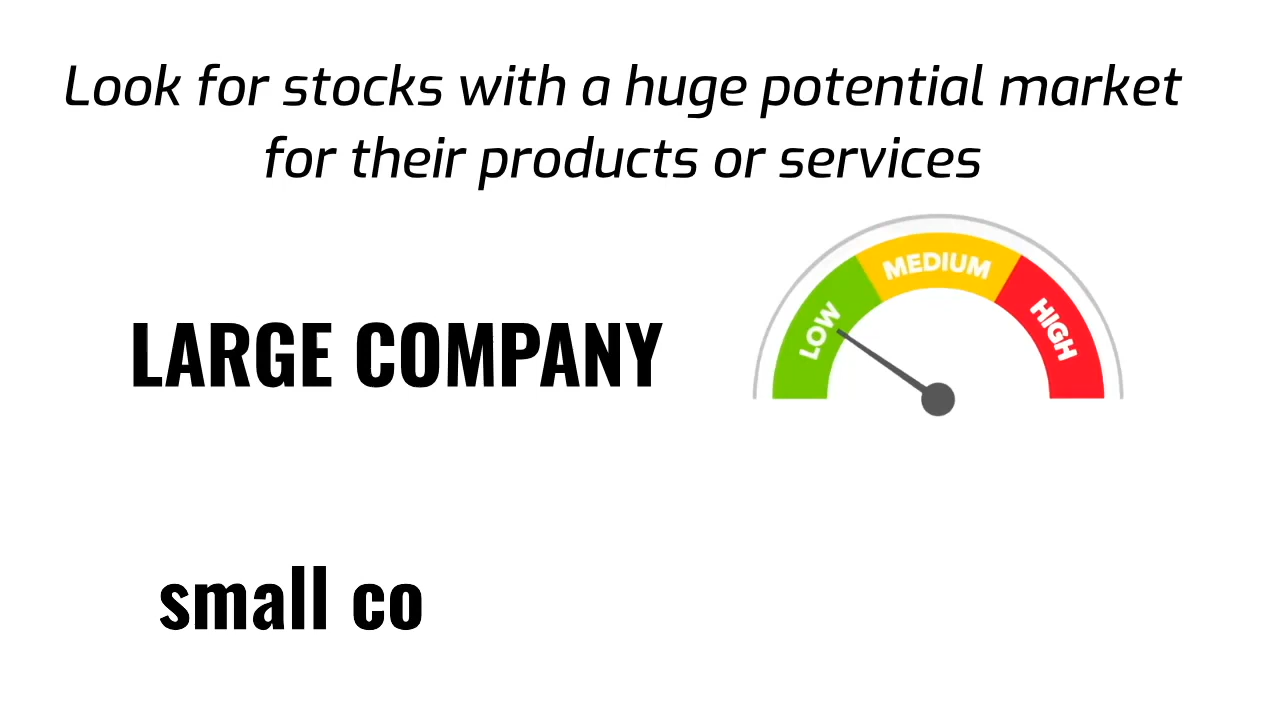 Look for stocks with a huge potential market
for their products or services
MEDIUM
LOW
HIGH
LARGE COMPANY
small co